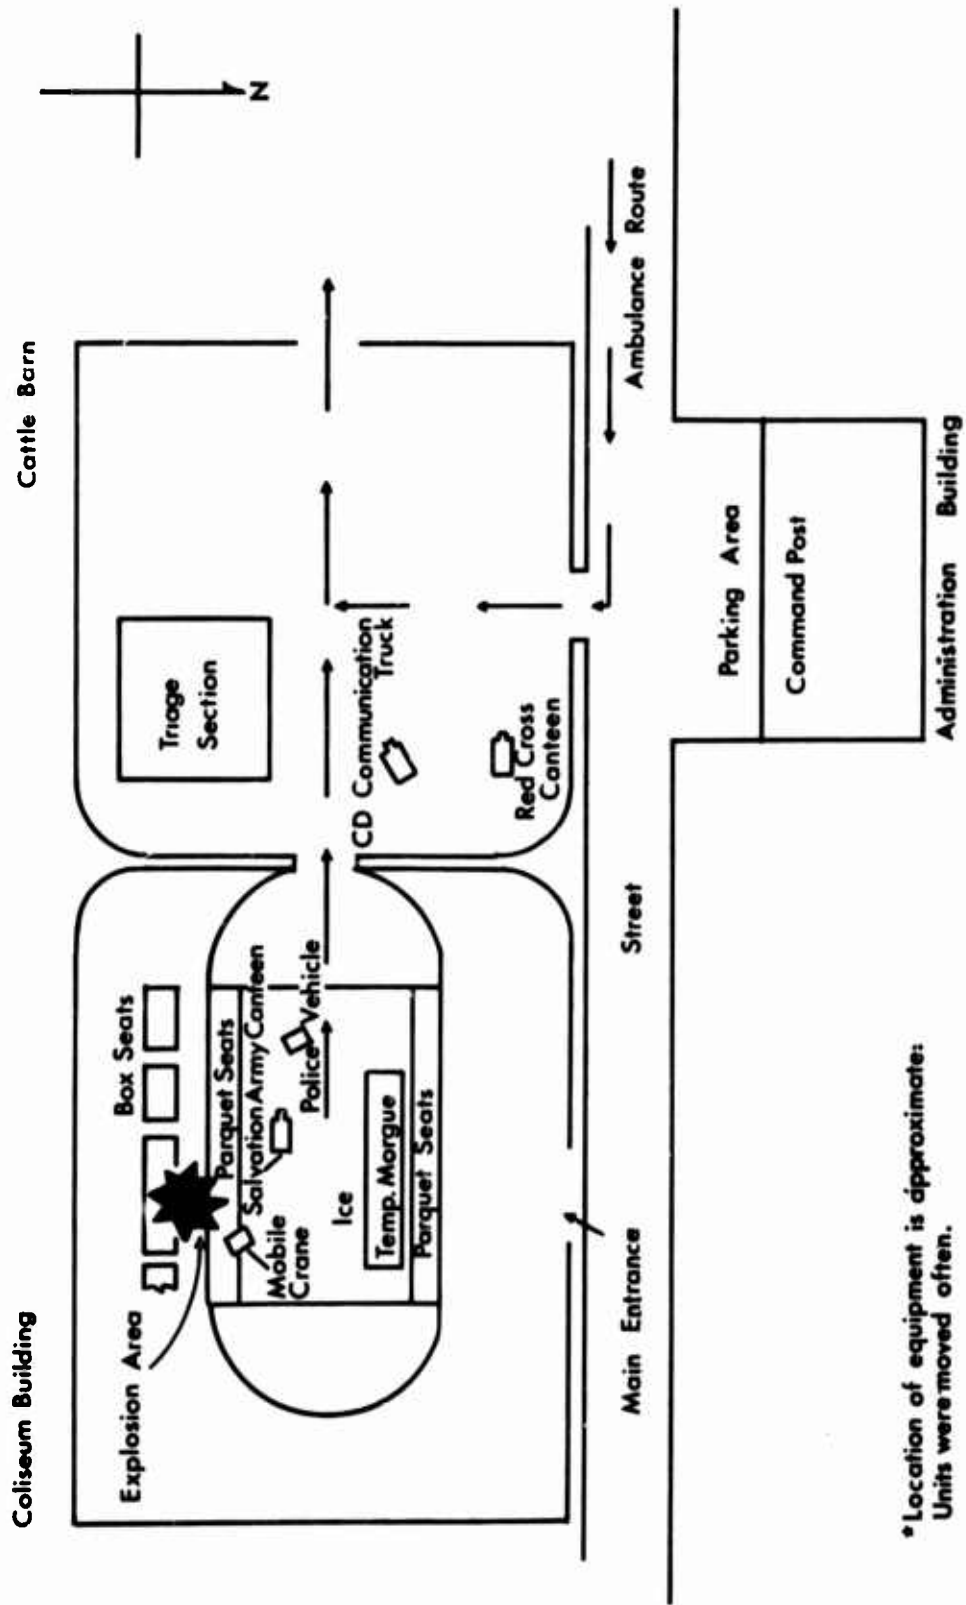 Coliseum Building
Cattle Barn
Explosion Area
Box Seats
Triage
Section
Parquet Seats
Salvation Army Canteen
Mobile
Crane
Police Vehicle
N
Ice
CD Communication
Truck
Temp. Morgue
Parquet Seats
Red Cross
Canteen
Main Entrance
Street
Ambulance Route
Parking Area
Command Post
Administration Building
*Location of equipment is approximate:
Units were moved often.